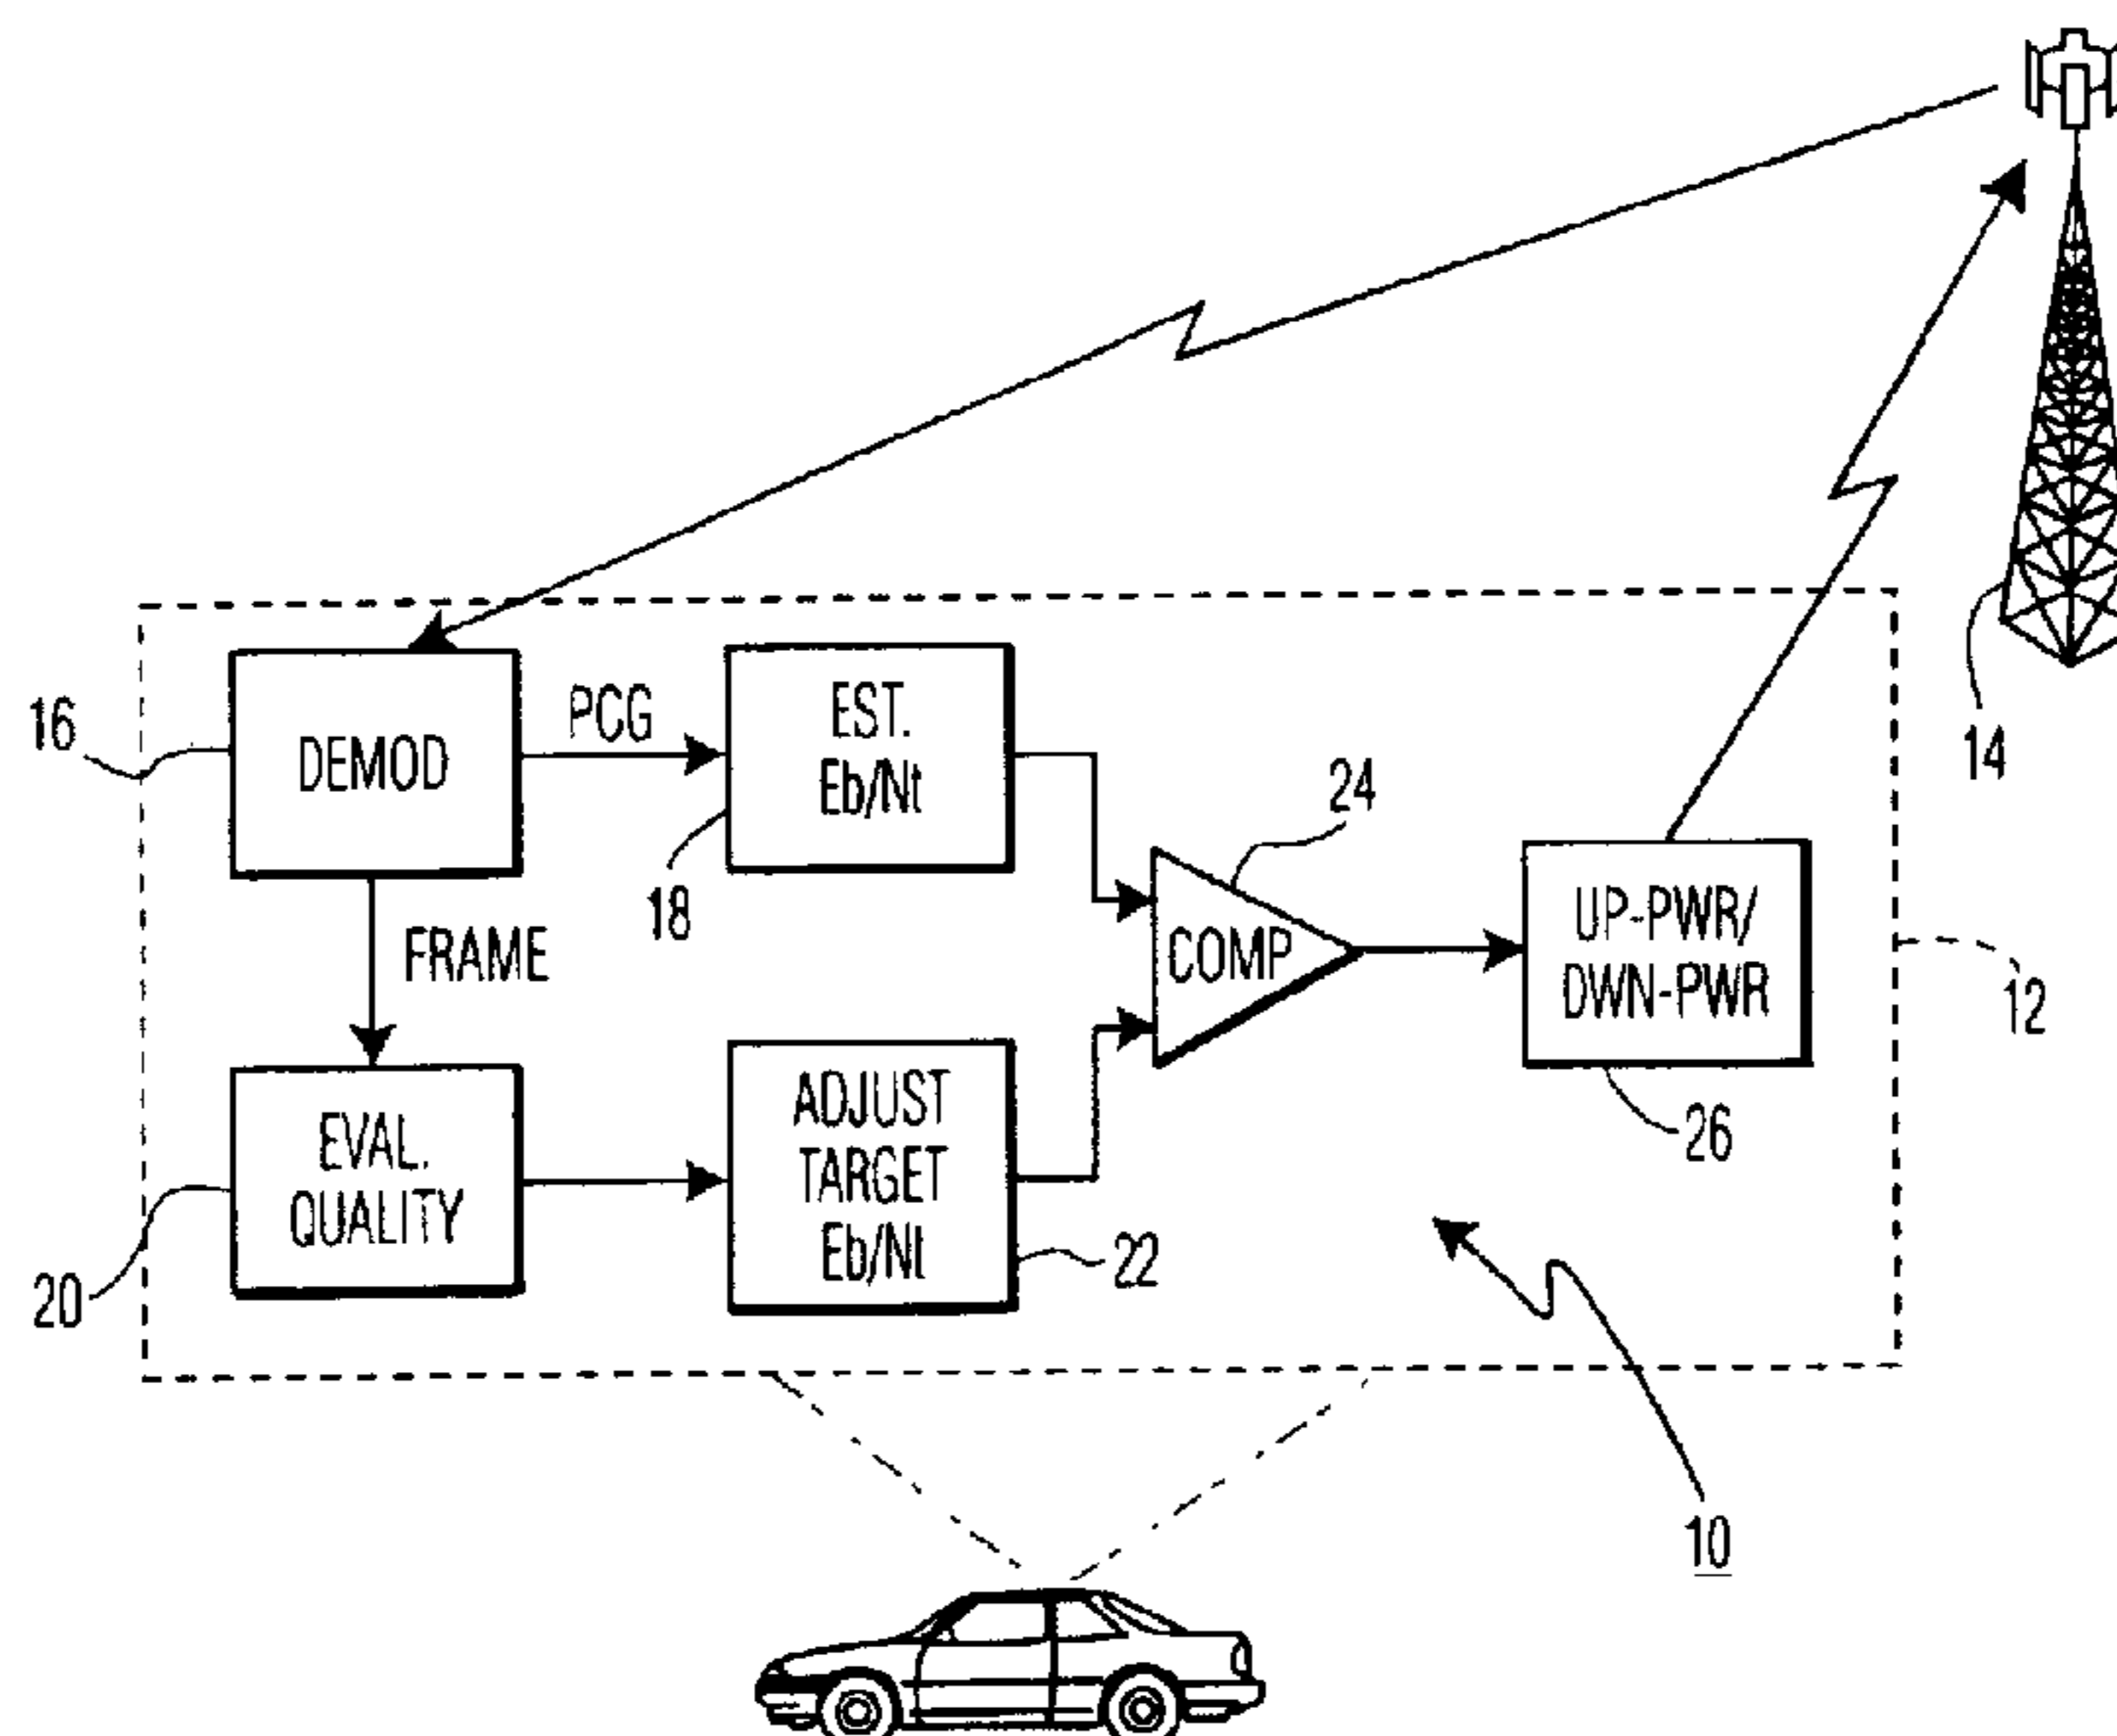 16
DEMOD
PCG
EST.
Eb/Nt
18
24
14
FRAME
COMP
UP-PWR/
DWN-PWR
12
20
EVAL.
QUALITY
ADJUST
TARGET
Eb/Nt
22
26
10